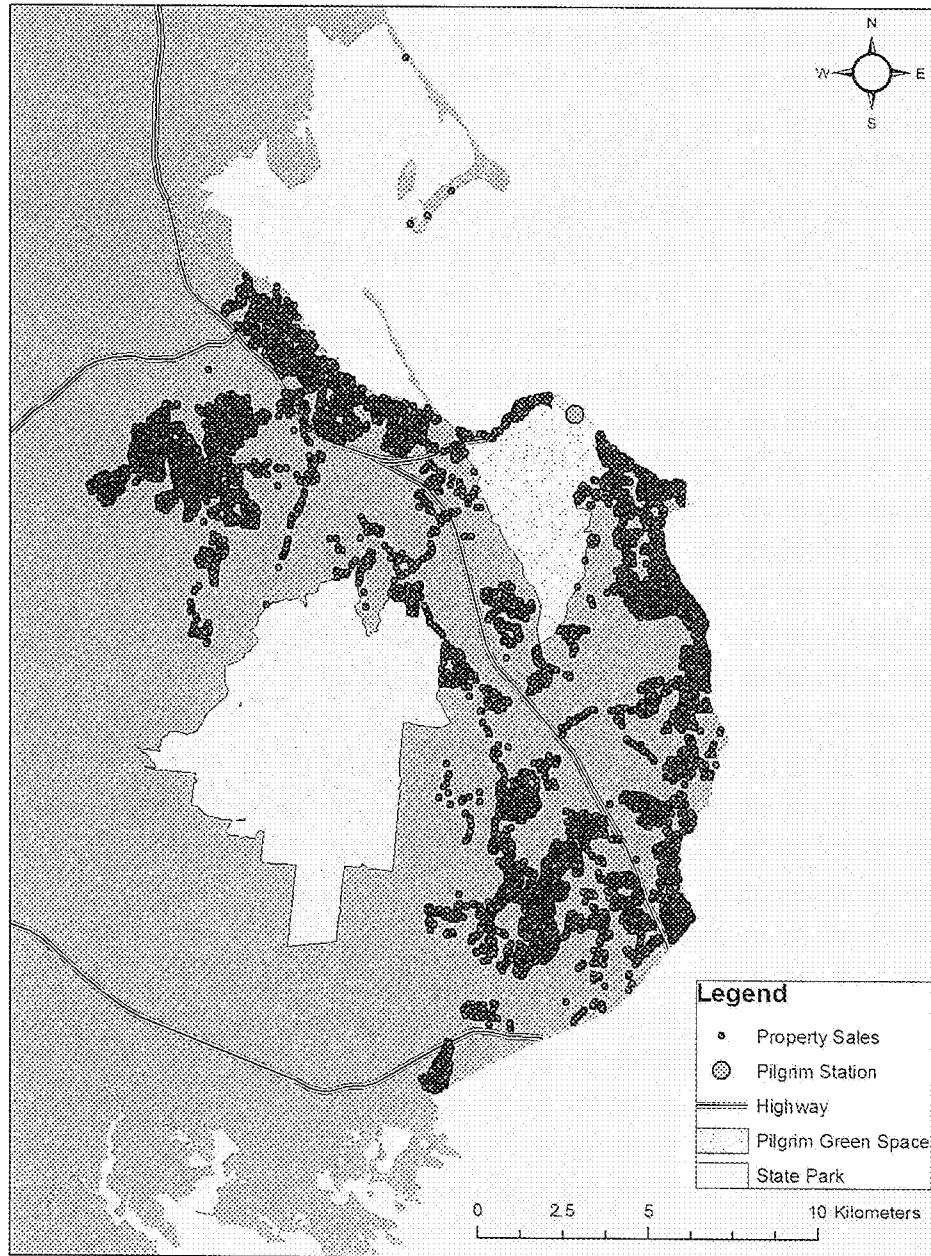 N
W E
S
Legend
Property Sales
Pilgrim Station
Highway
Pilgrim Green Space
State Park
0 2.5 5 10 Kilometers